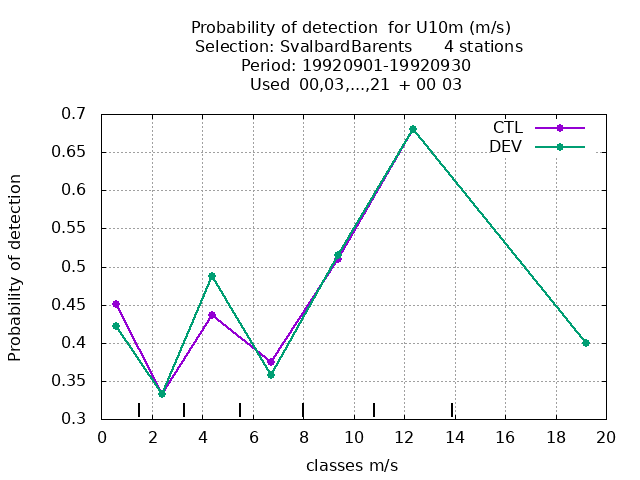 Probability of detection  for U10m (m/s)
Selection: SvalbardBarents      4 stations
Period: 19920901-19920930
Used  00,03,...,21  + 00 03
CTL
DEV
Probability of detection
0.7
0.65
0.6
0.55
0.5
0.45
0.4
0.35
0.3
0 2 4 6 8 10 12 14 16 18 20
classes m/s